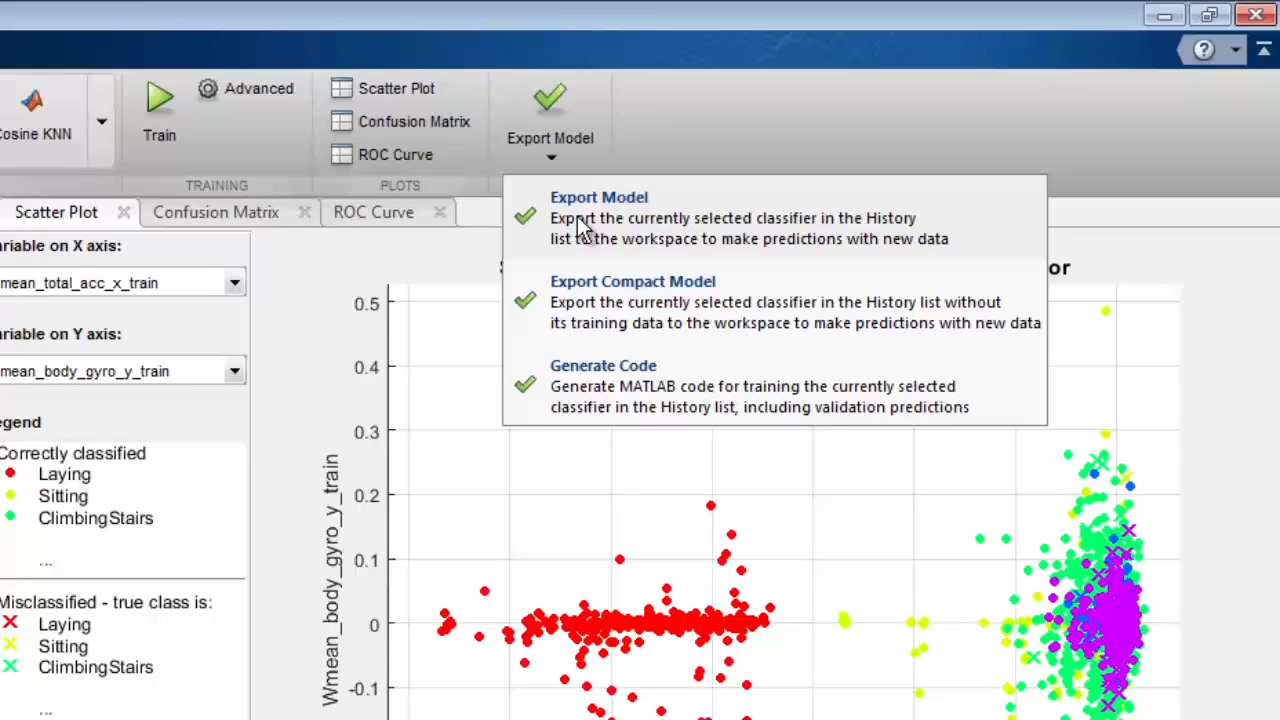 Cosine KNN
Train
Advanced
Scatter Plot
Confusion Matrix
ROC Curve
Export Model
TRAINING
PLOTS
Export Model
Export the currently selected classifier in the History
list to the workspace to make predictions with new data
Export Compact Model
Export the currently selected classifier in the History list without
its training data to the workspace to make predictions with new data
Generate Code
Generate MATLAB code for training the currently selected
classifier in the History list, including validation predictions
Scatter Plot
Confusion Matrix
ROC Curve
ariable on X axis:
mean_total_acc_x_train
ariable on Y axis:
mean_body_gyro_y_train
egend
Correctly classified
Laying
Sitting
ClimbingStairs
...
Misclassified - true class is:
Laying
Sitting
ClimbingStairs
...
or
0.5
0.4
0.3
0.2
0.1
0
-0.1
Wmean_body_gyro_y_train